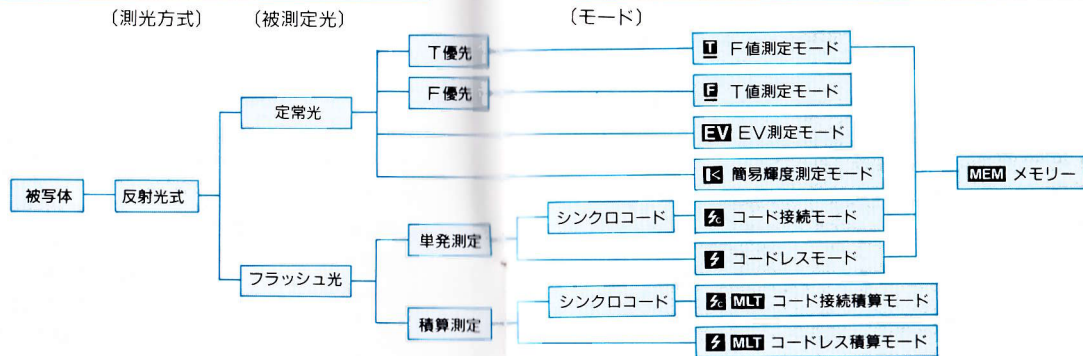 〔測光方式〕 〔被測定光〕 〔モード〕
T優先
T F値測定モード
F優先
F T値測定モード
定常光
EV EV測定モード
K 簡易輝度測定モード
被写体
反射光式
MEM メモリー
シンクロコード
C コード接続モード
単発測定
コードレスモード
フラッシュ光
シンクロコード
C MLT コード接続積算モード
積算測定
MLT コードレス積算モード